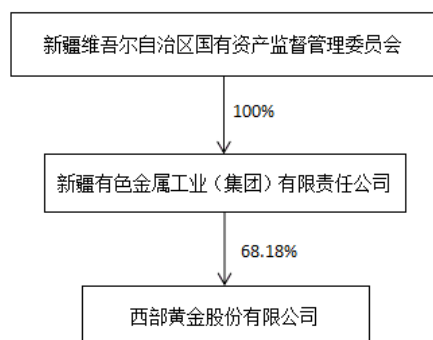 新疆维吾尔自治区国有资产监督管理委员会
100%
新疆有色金属工业（集团）有限责任公司
68.18%
西部黄金股份有限公司